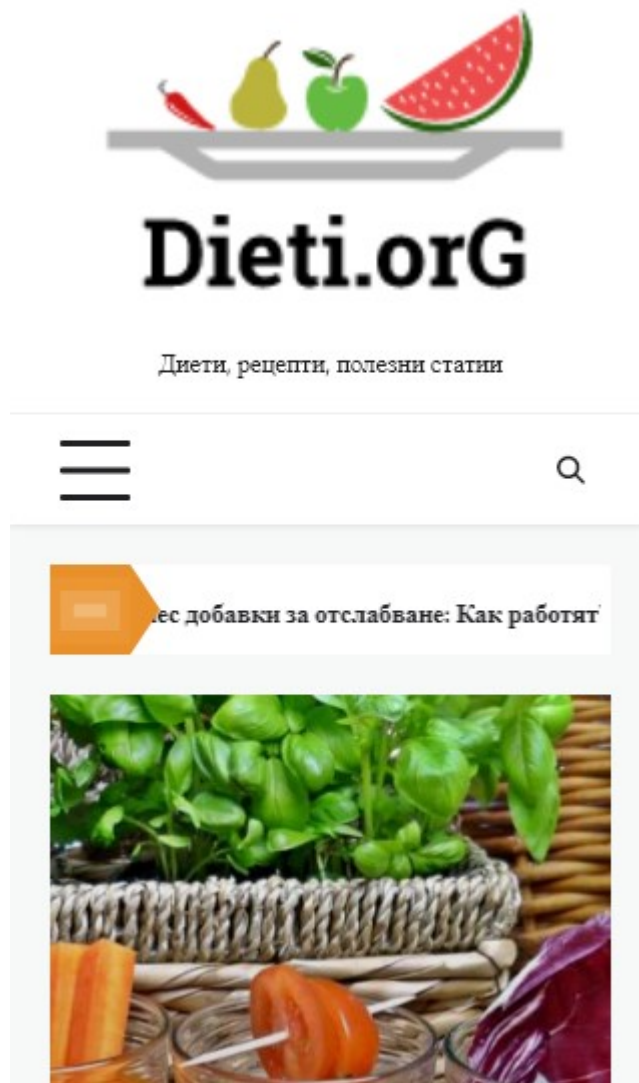 Dieti.orG
Диети, рецепти, полезни статии
добавки за отслабване: Как работят